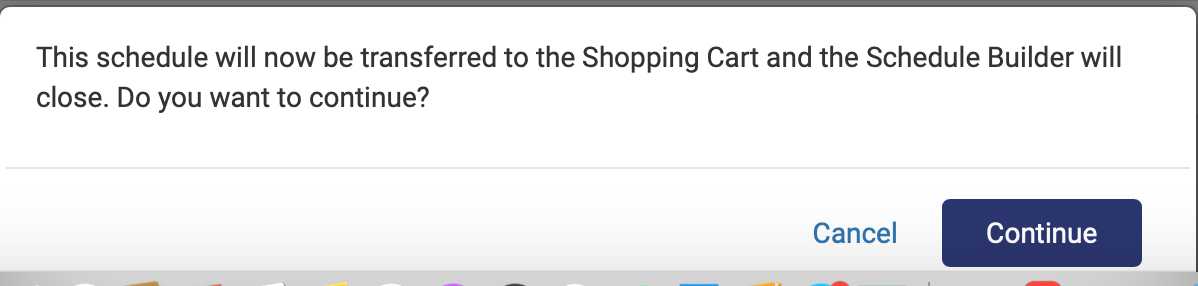 This schedule will now be transferred to the Shopping Cart and the Schedule Builder will
close. Do you want to continue?
Cancel Continue